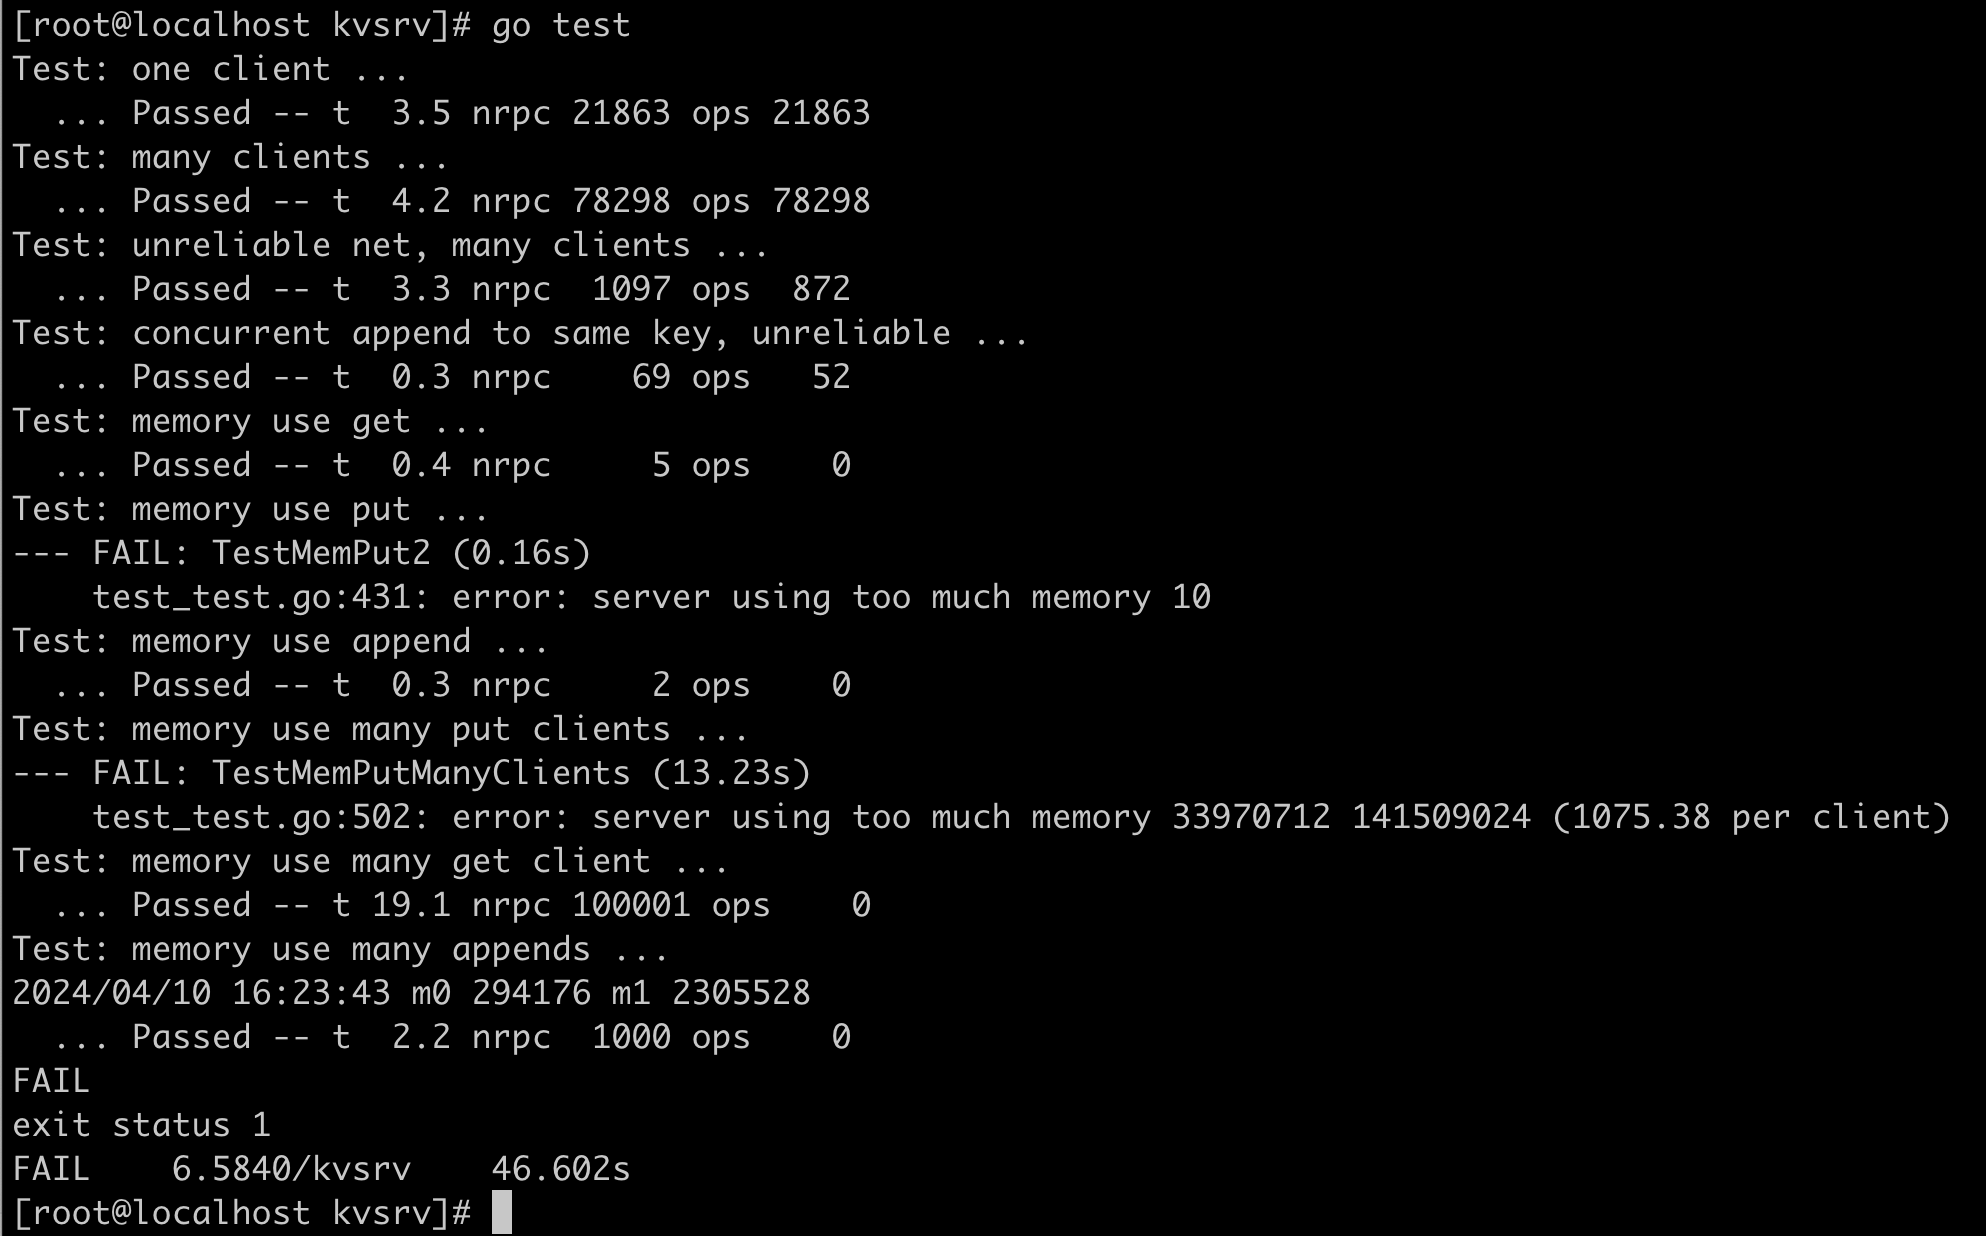 [root@localhost kvsrv]# go test
Test: one client ...
  ... Passed -- t  3.5 nrpc 21863 ops 21863
Test: many clients ...
  ... Passed -- t  4.2 nrpc 78298 ops 78298
Test: unreliable net, many clients ...
  ... Passed -- t  3.3 nrpc  1097 ops  872
Test: concurrent append to same key, unreliable ...
  ... Passed -- t  0.3 nrpc    69 ops   52
Test: memory use get ...
  ... Passed -- t  0.4 nrpc     5 ops    0
Test: memory use put ...
--- FAIL: TestMemPut2 (0.16s)
    test_test.go:431: error: server using too much memory 10
Test: memory use append ...
  ... Passed -- t  0.3 nrpc     2 ops    0
Test: memory use many put clients ...
--- FAIL: TestMemPutManyClients (13.23s)
    test_test.go:502: error: server using too much memory 33970712 141509024 (1075.38 per client)
Test: memory use many get client ...
  ... Passed -- t 19.1 nrpc 100001 ops    0
Test: memory use many appends ...
2024/04/10 16:23:43 m0 294176 m1 2305528
  ... Passed -- t  2.2 nrpc  1000 ops    0
FAIL
exit status 1
FAIL    6.5840/kvsrv    46.602s
[root@localhost kvsrv]#